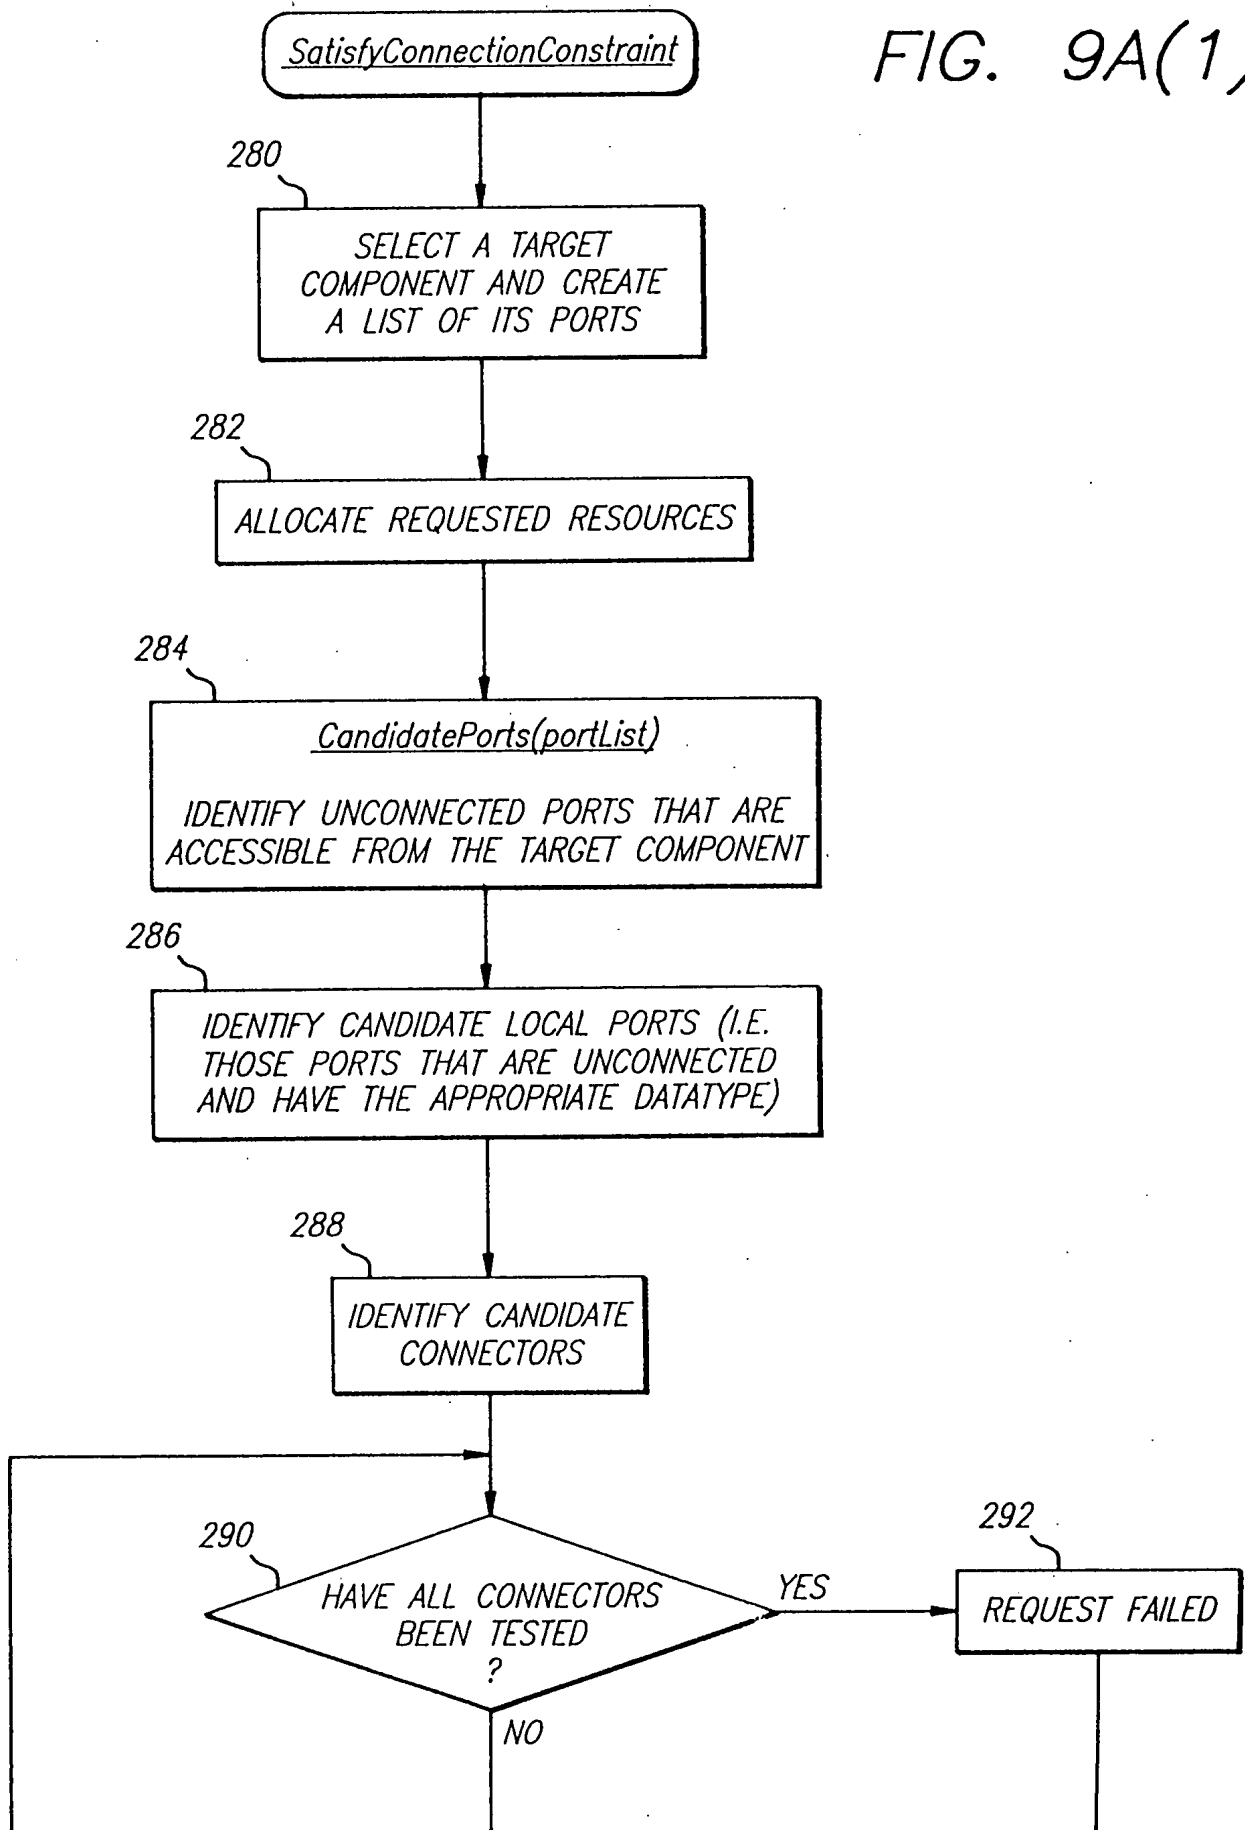 SatisfyConnectionConstraint
FIG. 9A(1)
280
SELECT A TARGET
COMPONENT AND CREATE
A LIST OF ITS PORTS
282
ALLOCATE REQUESTED RESOURCES
284
CandidatePorts(portList)
IDENTIFY UNCONNECTED PORTS THAT ARE
ACCESSIBLE FROM THE TARGET COMPONENT
286
IDENTIFY CANDIDATE LOCAL PORTS (I.E.
THOSE PORTS THAT ARE UNCONNECTED
AND HAVE THE APPROPRIATE DATATYPE)
288
IDENTIFY CANDIDATE
CONNECTORS
290
HAVE ALL CONNECTORS
BEEN TESTED
?
YES
292
REQUEST FAILED
NO